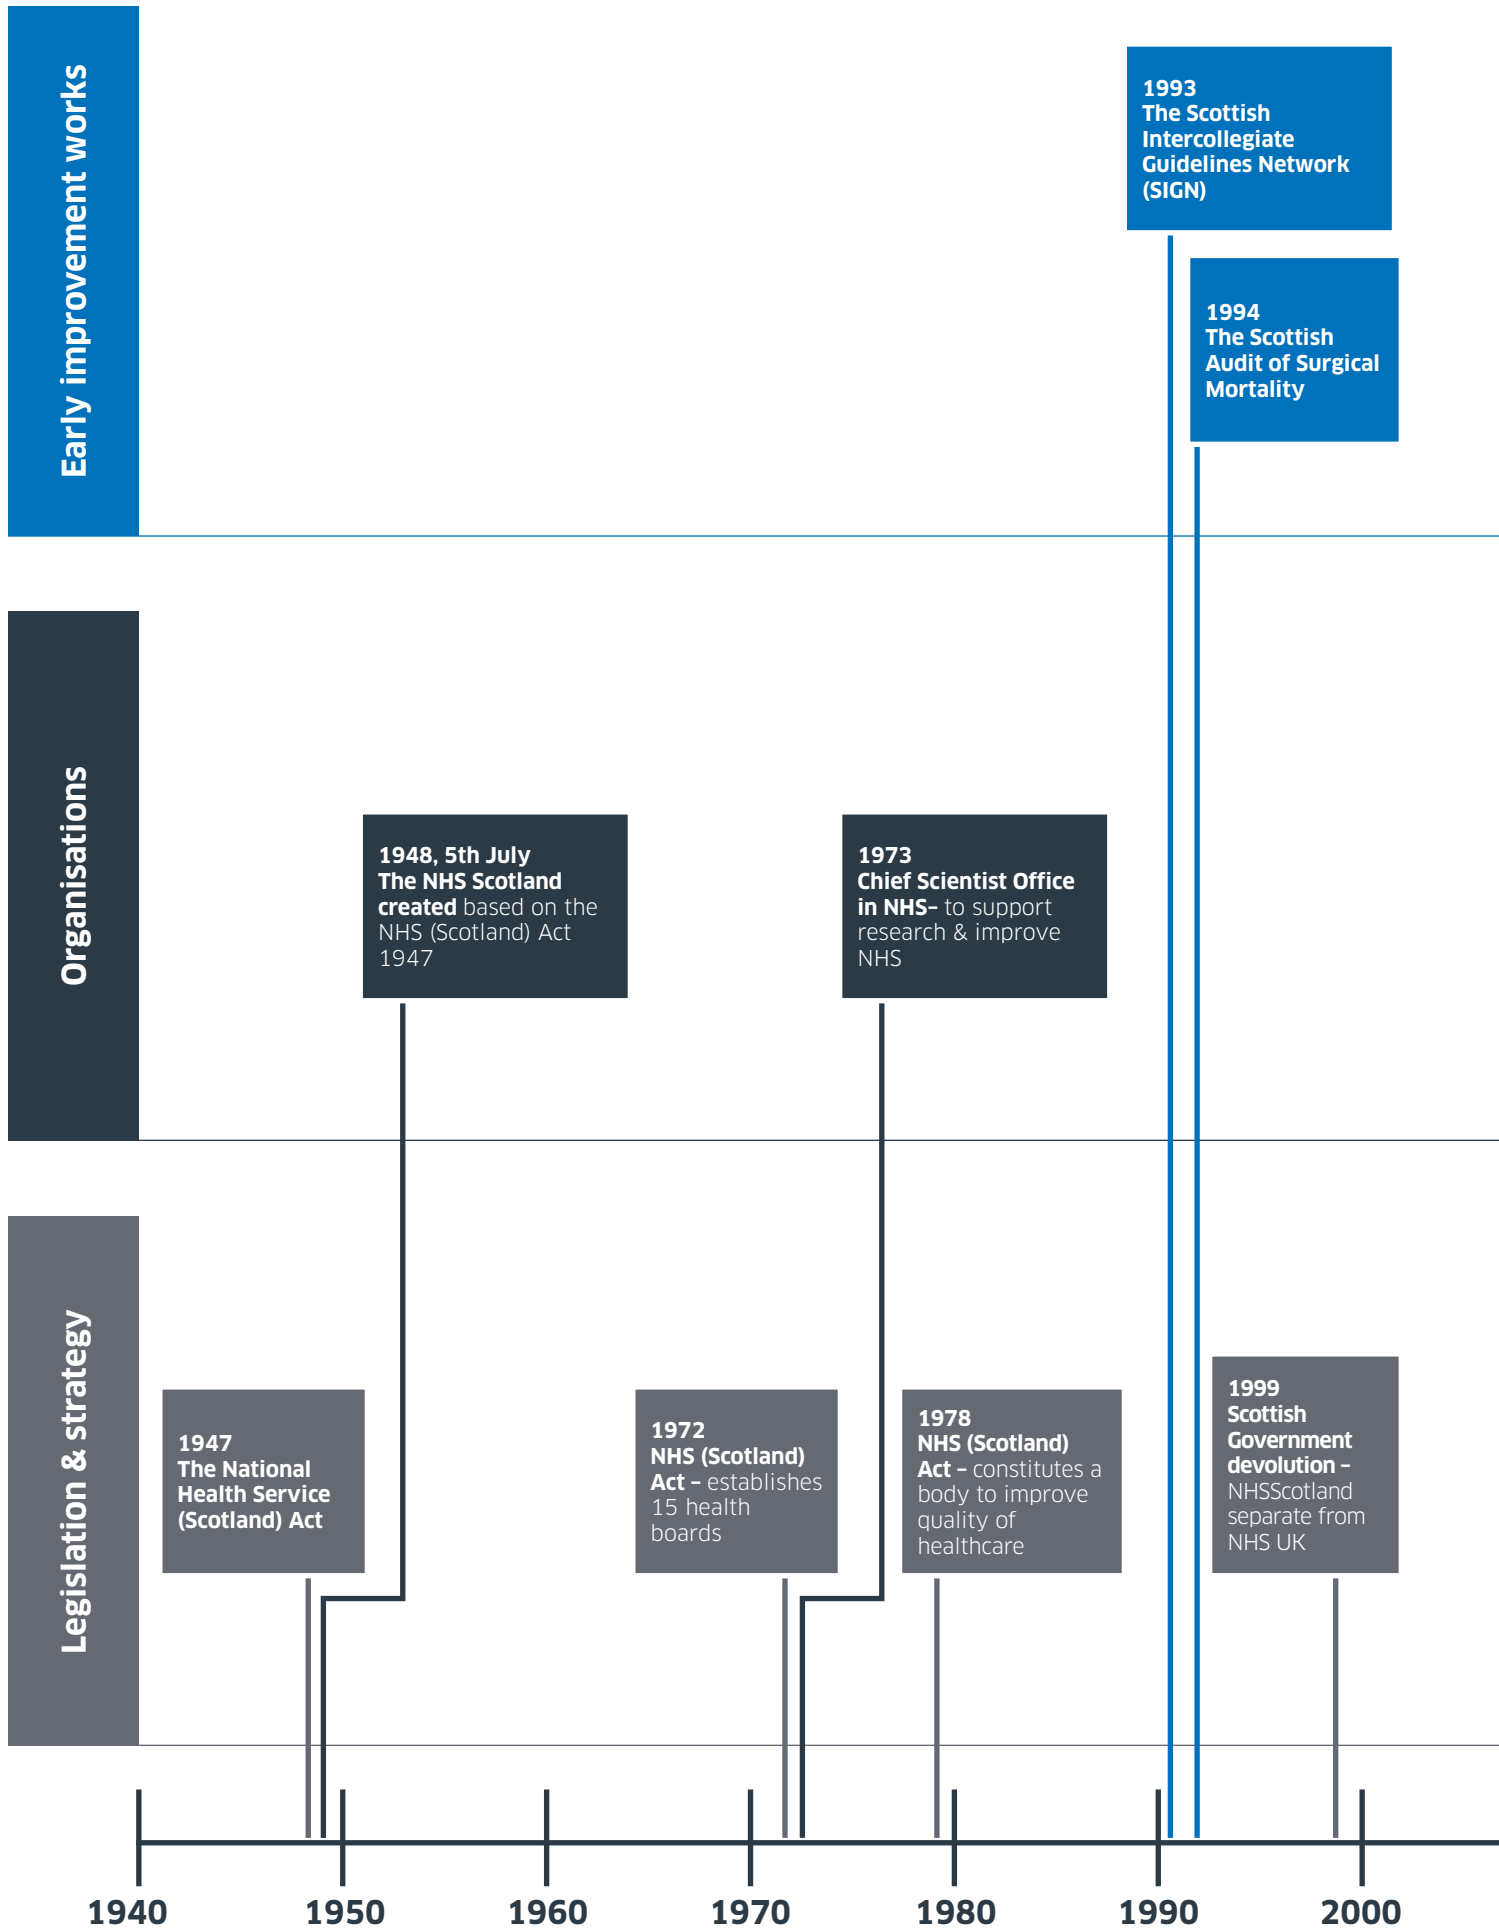 Early improvement works
1993
The Scottish
Intercollegiate
Guidelines Network
(SIGN)
1994
The Scottish
Audit of Surgical
Mortality
Organisations
1948, 5th July
The NHS Scotland
created based on the
NHS (Scotland) Act
1947
1973
Chief Scientist Office
in NHS– to support
research & improve
NHS
Legislation & strategy
1947
The National
Health Service
(Scotland) Act
1972
NHS (Scotland)
Act – establishes
15 health
boards
1978
NHS (Scotland)
Act – constitutes a
body to improve
quality of
healthcare
1999
Scottish
Government
devolution –
NHSScotland
separate from
NHS UK
1940 1950 1960 1970 1980 1990 2000